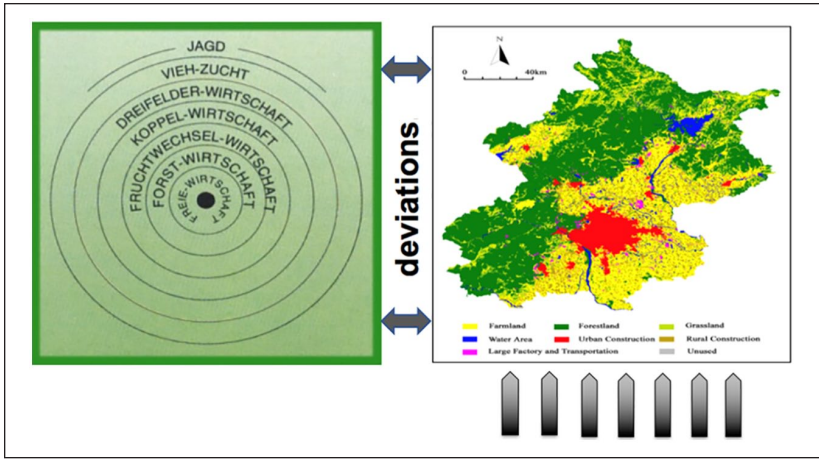 JAGD
VIEH-ZUCHT
DREIFELDER-WIRTSCHAFT
KOPPEL-WIRTSCHAFT
FRUCHTWECHSEL-WIRTSCHAFT
FORST-WIRTSCHAFT
FREIE-WIRTSCHAFT
deviations
N
0 40km
Farmland Forestland Grassland
Water Area Urban Construction Rural Construction
Large Factory and Transportation Unused